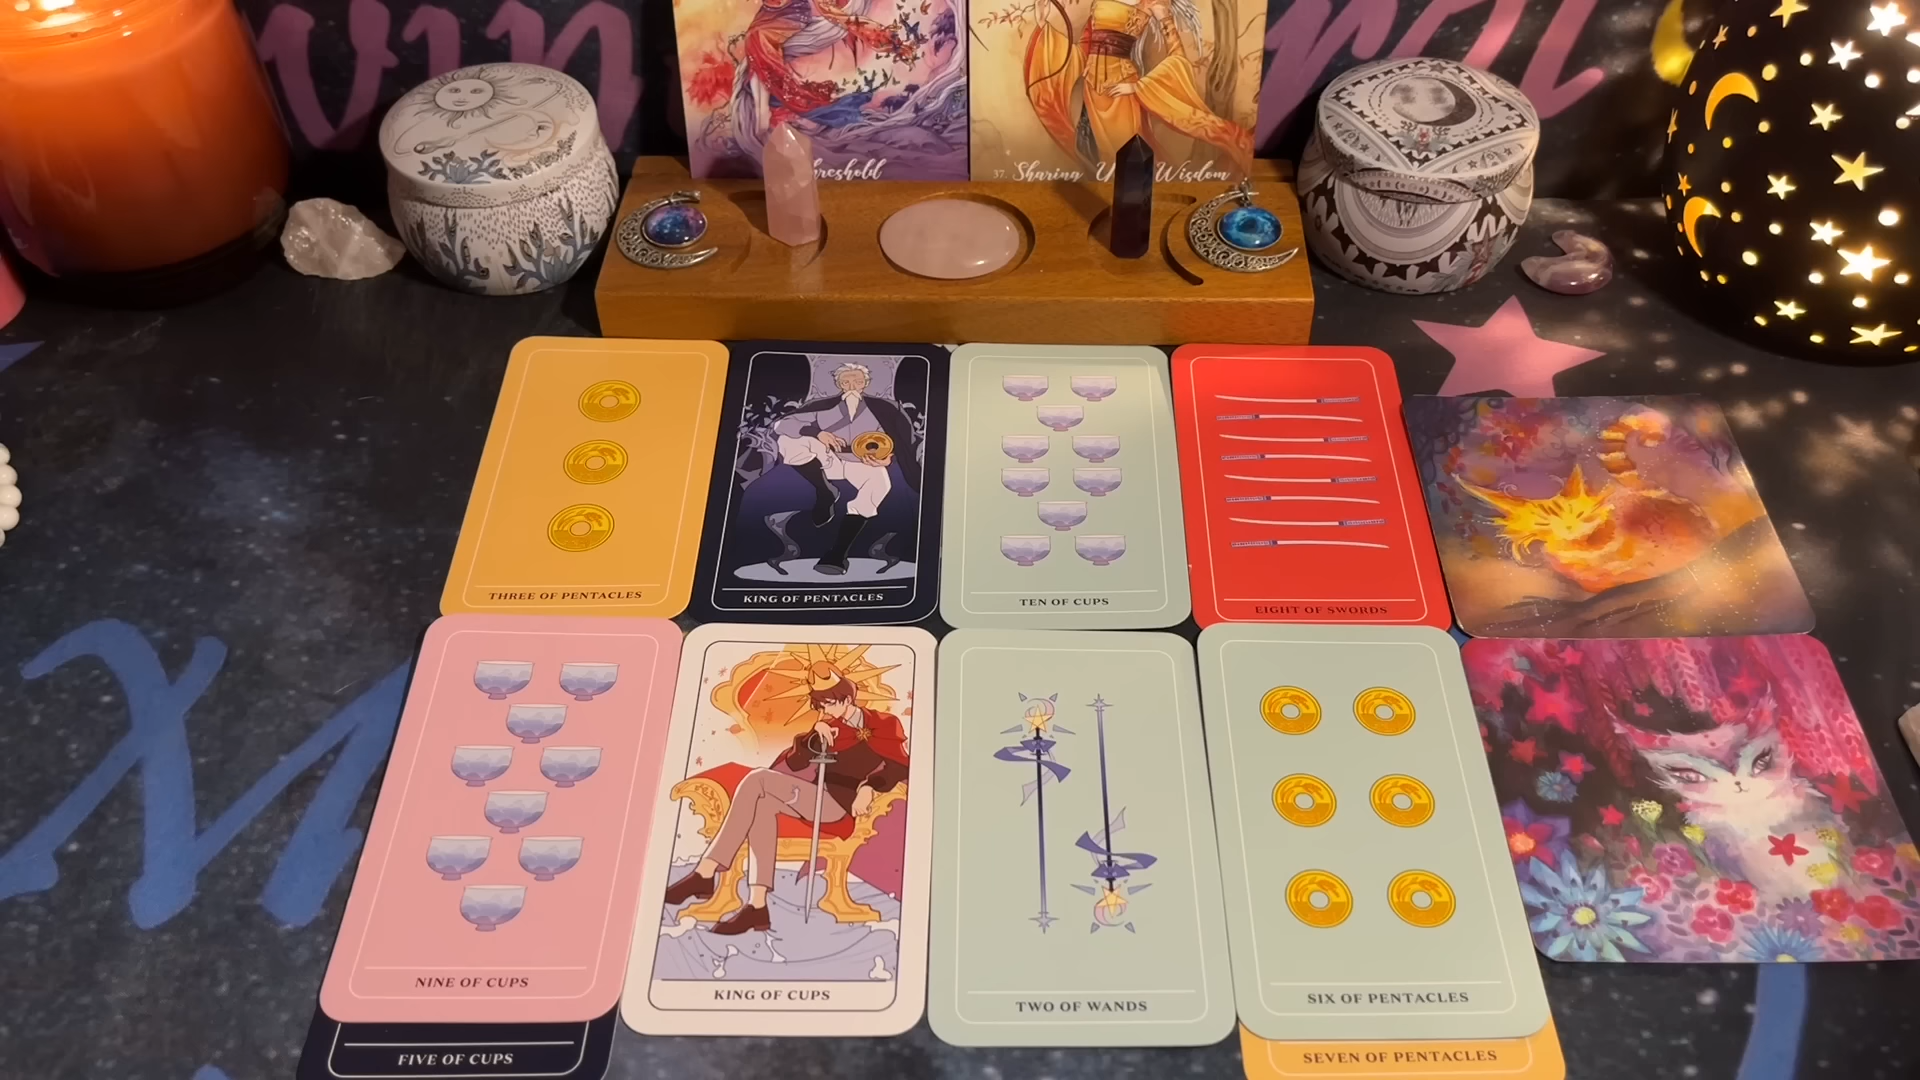 37. Sharing Wisdom
THREE OF PENTACLES
KING OF PENTACLES
TEN OF CUPS
EIGHT OF SWORDS
NINE OF CUPS
KING OF CUPS
TWO OF WANDS
SIX OF PENTACLES
FIVE OF CUPS
SEVEN OF PENTACLES